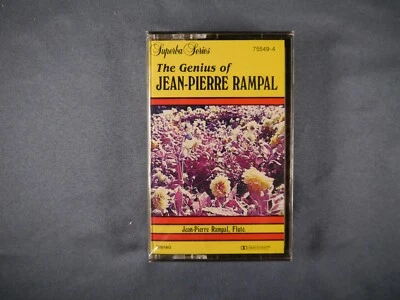 Superba Series
75549-4
The Genius of
JEAN-PIERRE RAMPAL
Jean-Pierre Rampal, Flute.